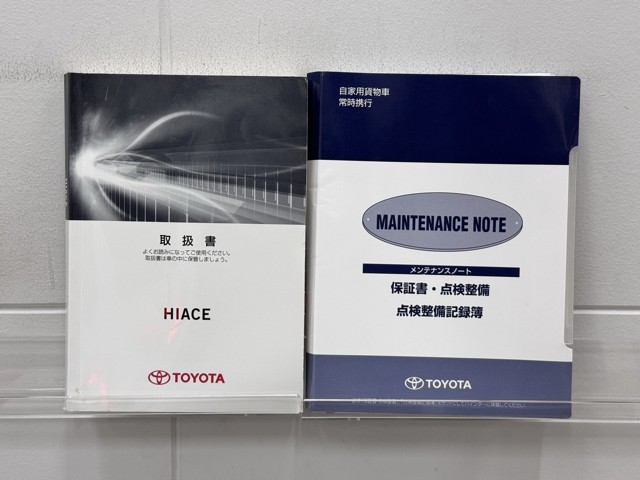 取扱書
よくお読みになってご使用ください。
取扱書は車の中に保管しましょう。
HIACE
TOYOTA
自家用貨物車
常時携行
MAINTENANCE NOTE
メンテナンスノート
保証書・点検整備
点検整備記録簿
TOYOTA